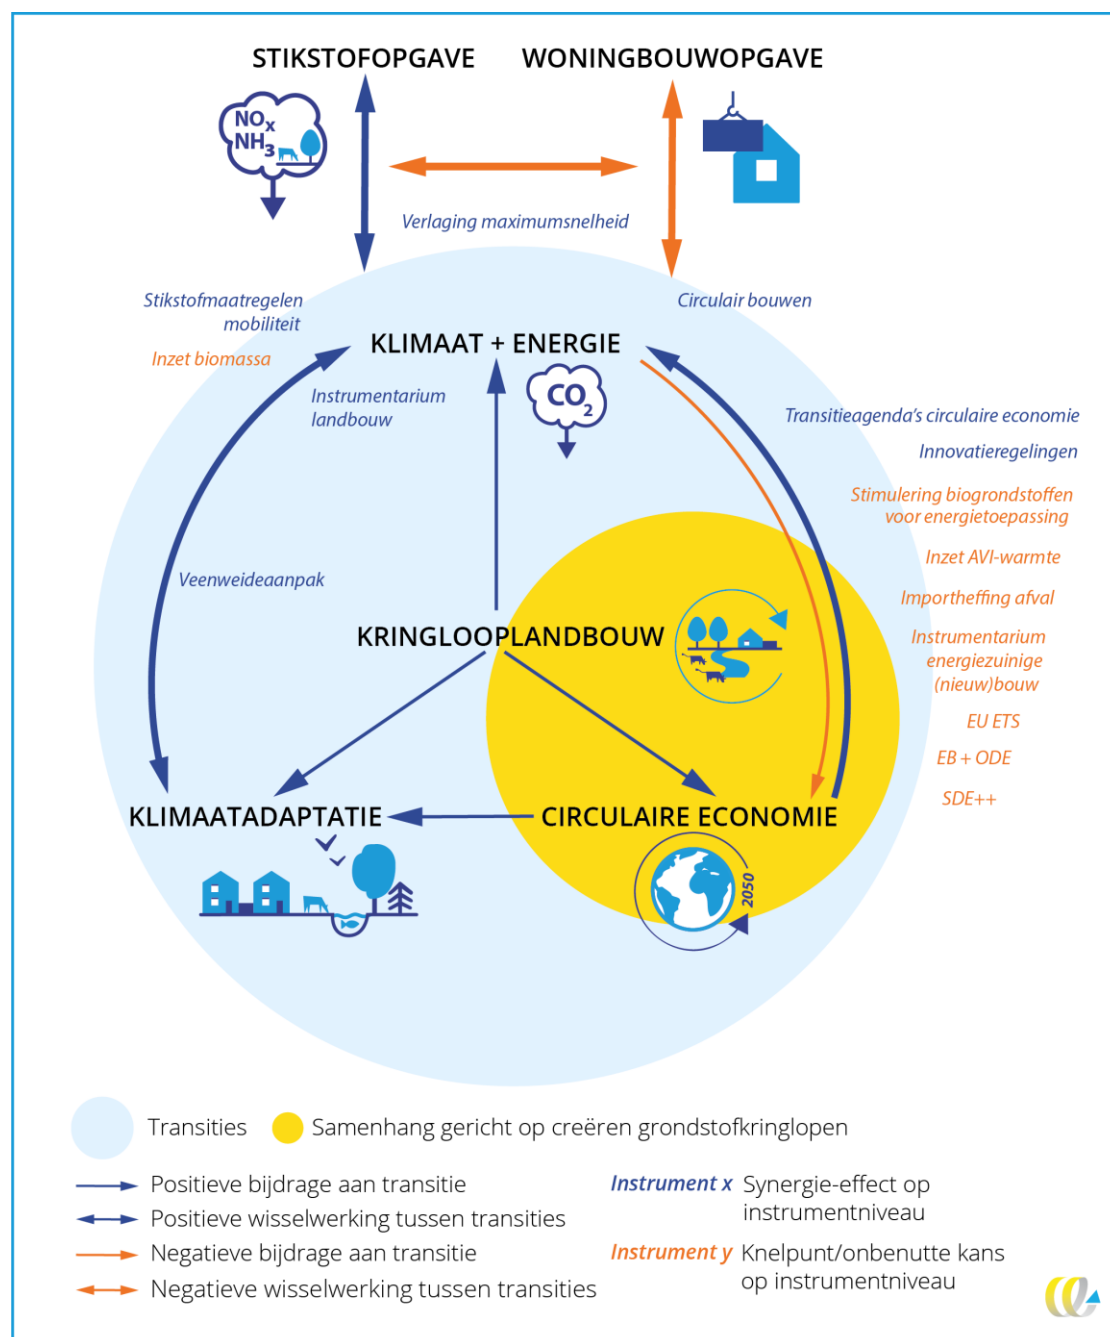 STIKSTOFOPGAVE
WONINGBOUWOPGAVE
NOx
NH3
Verlaging maximumsnelheid
Stikstofmaatregelen
mobiliteit
Circulair bouwen
Inzet biomassa
KLIMAAT + ENERGIE
Instrumentarium
landbouw
CO2
Transitieagenda's circulaire economie
Innovatieregelingen
Stimulering biogrondstoffen
voor energietoepassing
Inzet AVI-warmte
Veenweideaanpak
Importheffing afval
KRINGLOOPLANDBOUW
Instrumentarium
energiezuinige
(nieuw)bouw
EU ETS
EB + ODE
SDE++
KLIMAATADAPTATIE
CIRCULAIRE ECONOMIE
2050
Transities
Samenhang gericht op creëren grondstofkringlopen
Positieve bijdrage aan transitie
Positieve wisselwerking tussen transities
Negatieve bijdrage aan transitie
Negatieve wisselwerking tussen transities
Instrument x Synergie-effect op
instrumentniveau
Instrument y Knelpunt/onbenutte kans
op instrumentniveau